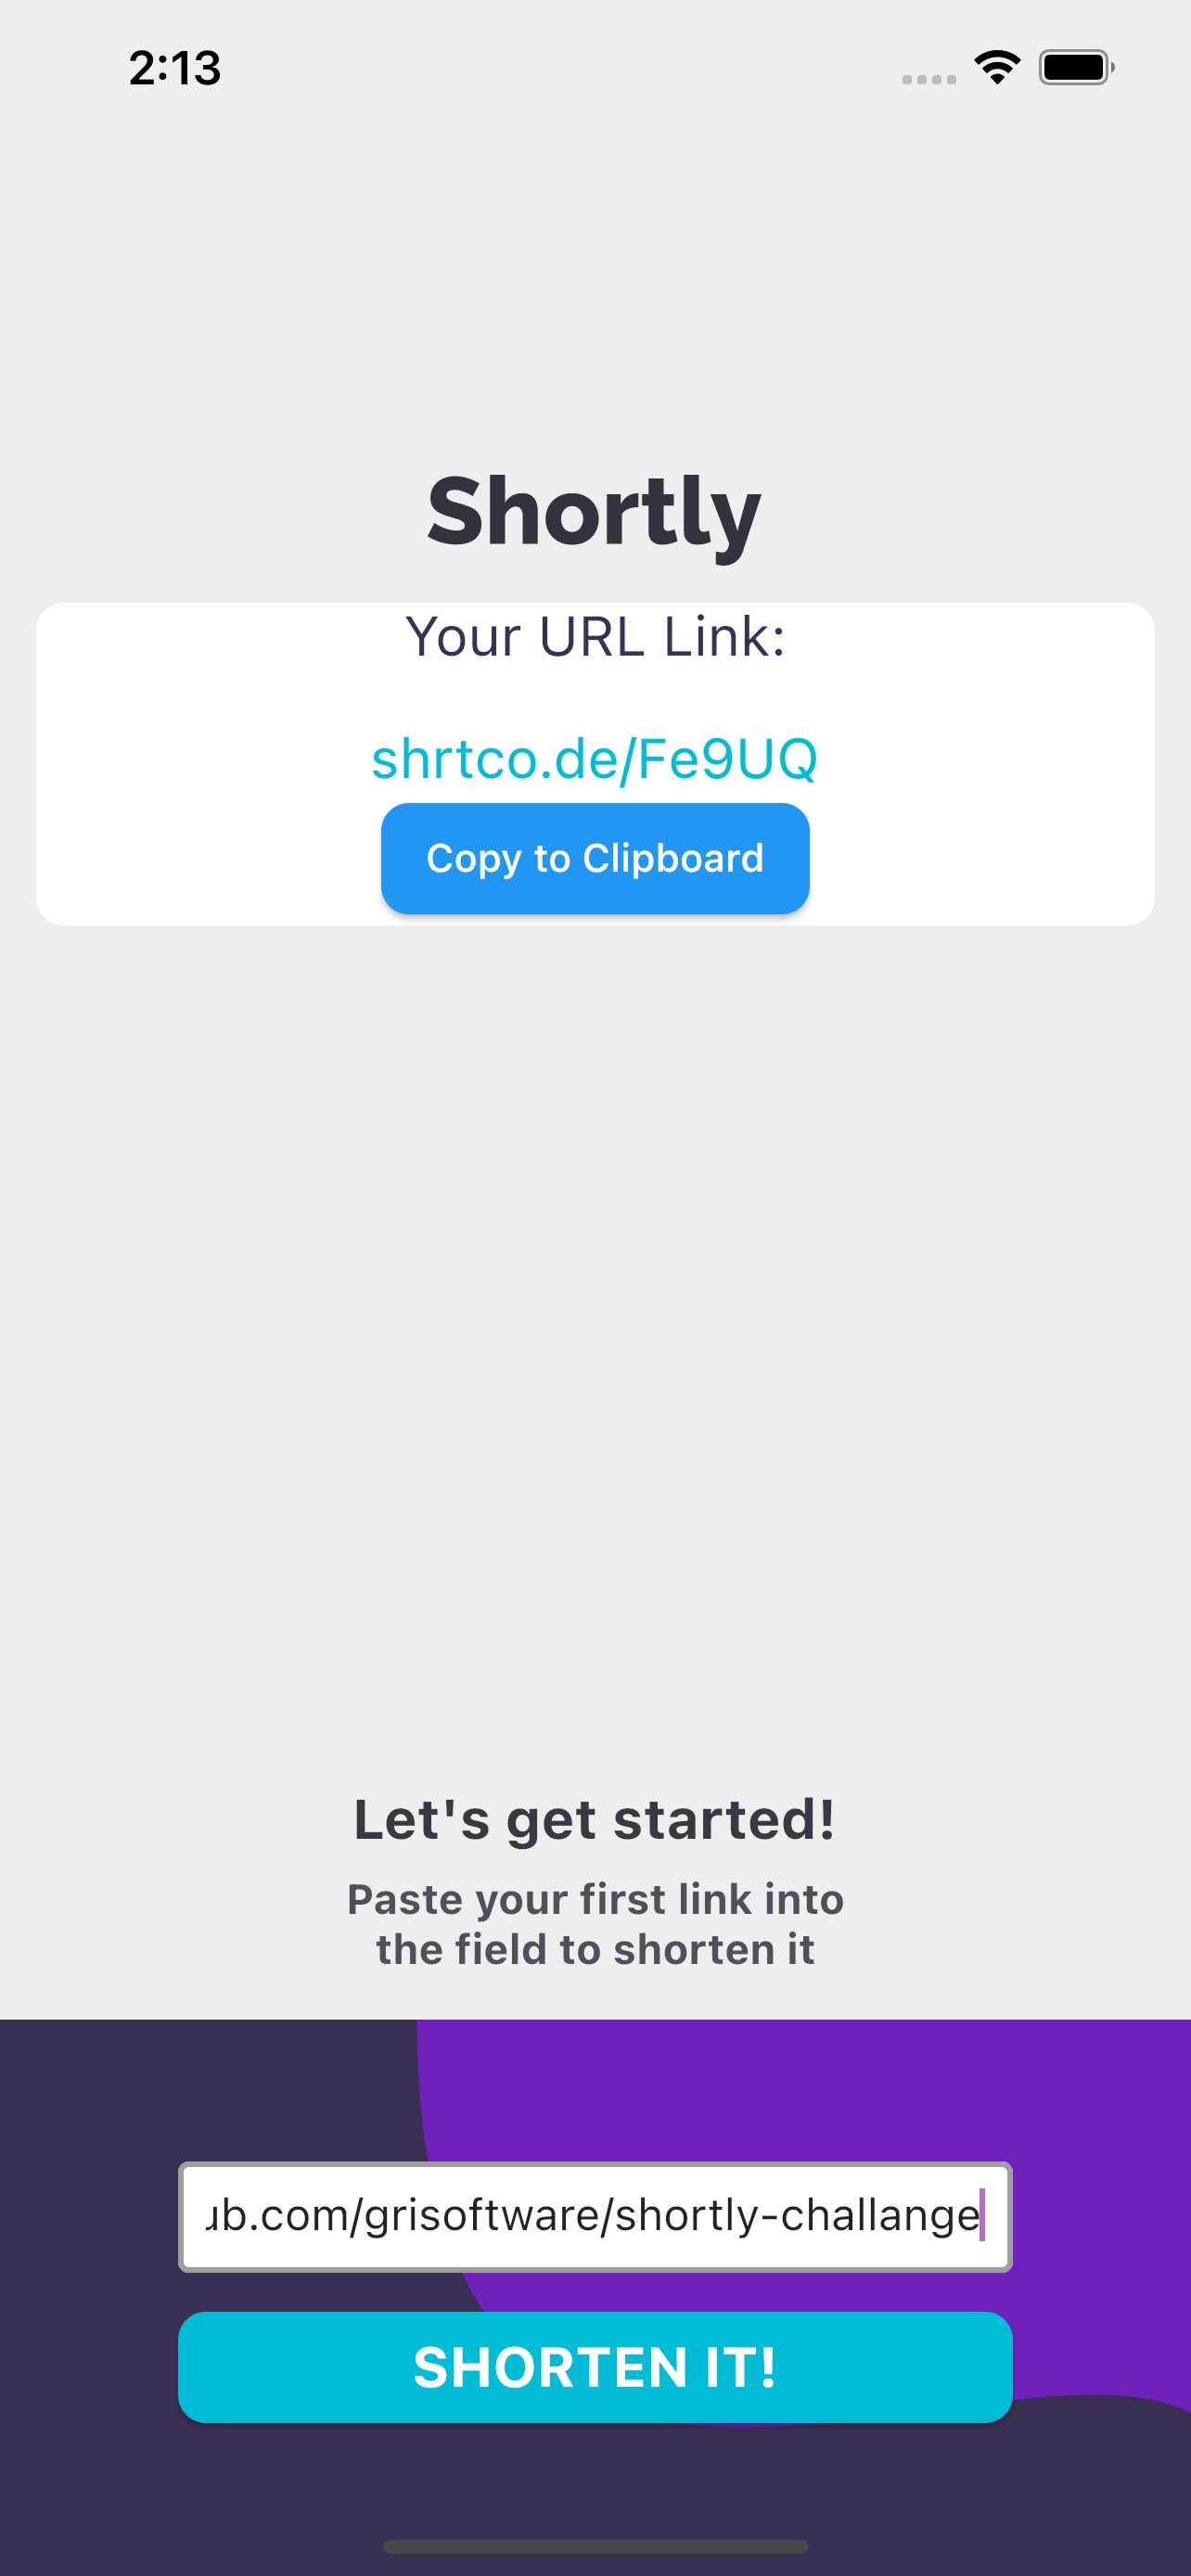 2:13
Shortly
Your URL Link:
shrtco.de/Fe9UQ
Copy to Clipboard
Let's get started!
Paste your first link into
the field to shorten it
ub.com/grisoftware/shortly-challange
SHORTEN IT!